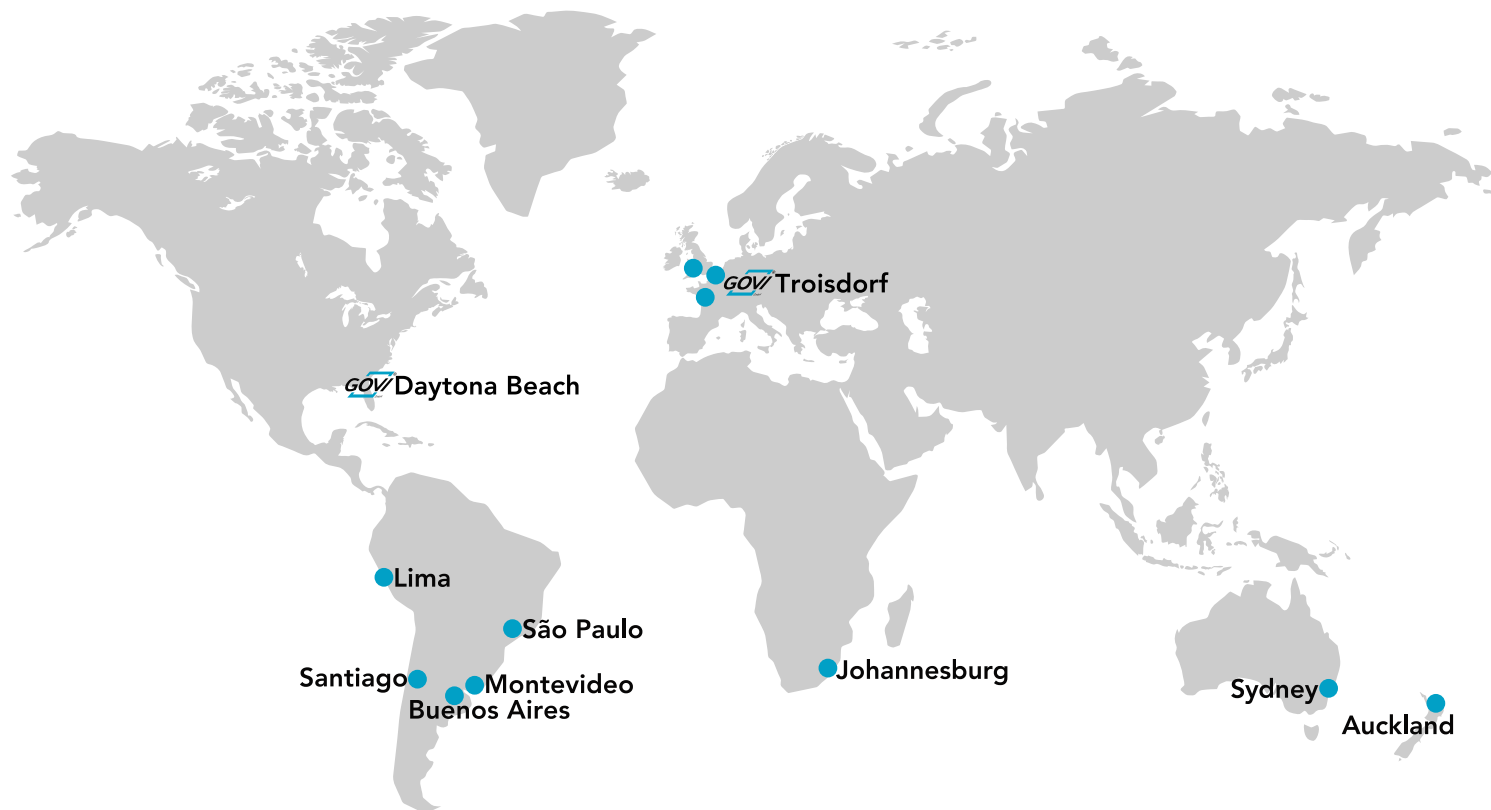 GOVI Troisdorf
GOVI Daytona Beach
Lima
São Paulo
Santiago
Montevideo
Buenos Aires
Johannesburg
Sydney
Auckland